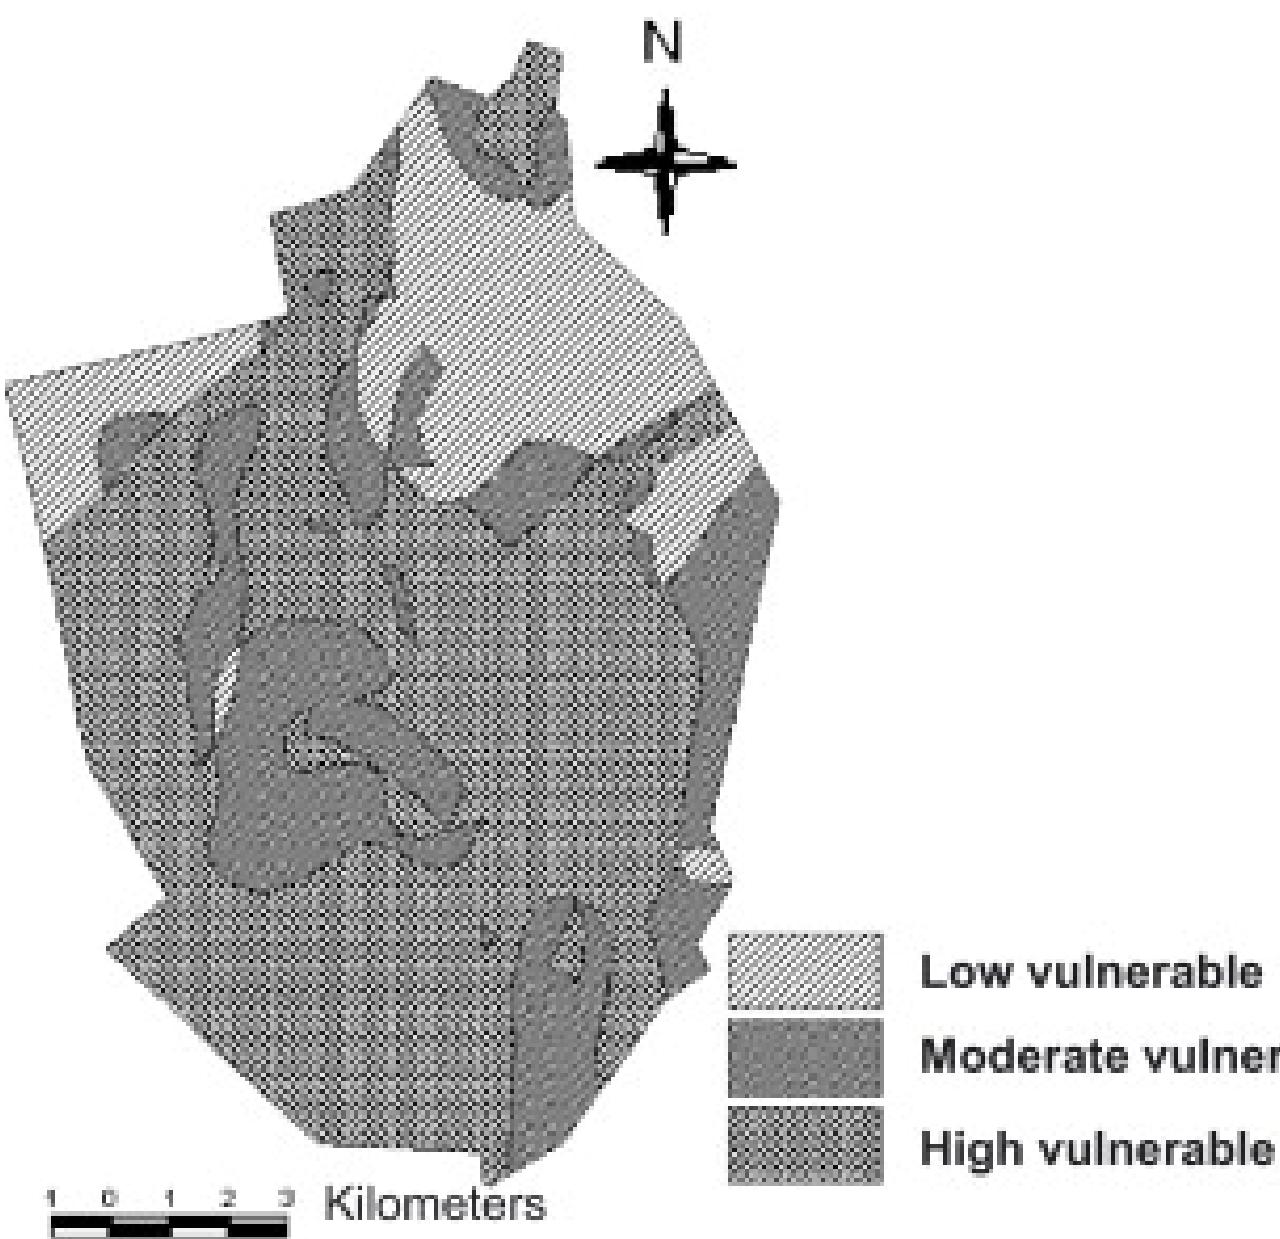 N
Low vulnerable
Moderate vulner
High vulnerable
1 0 1 2 3 Kilometers